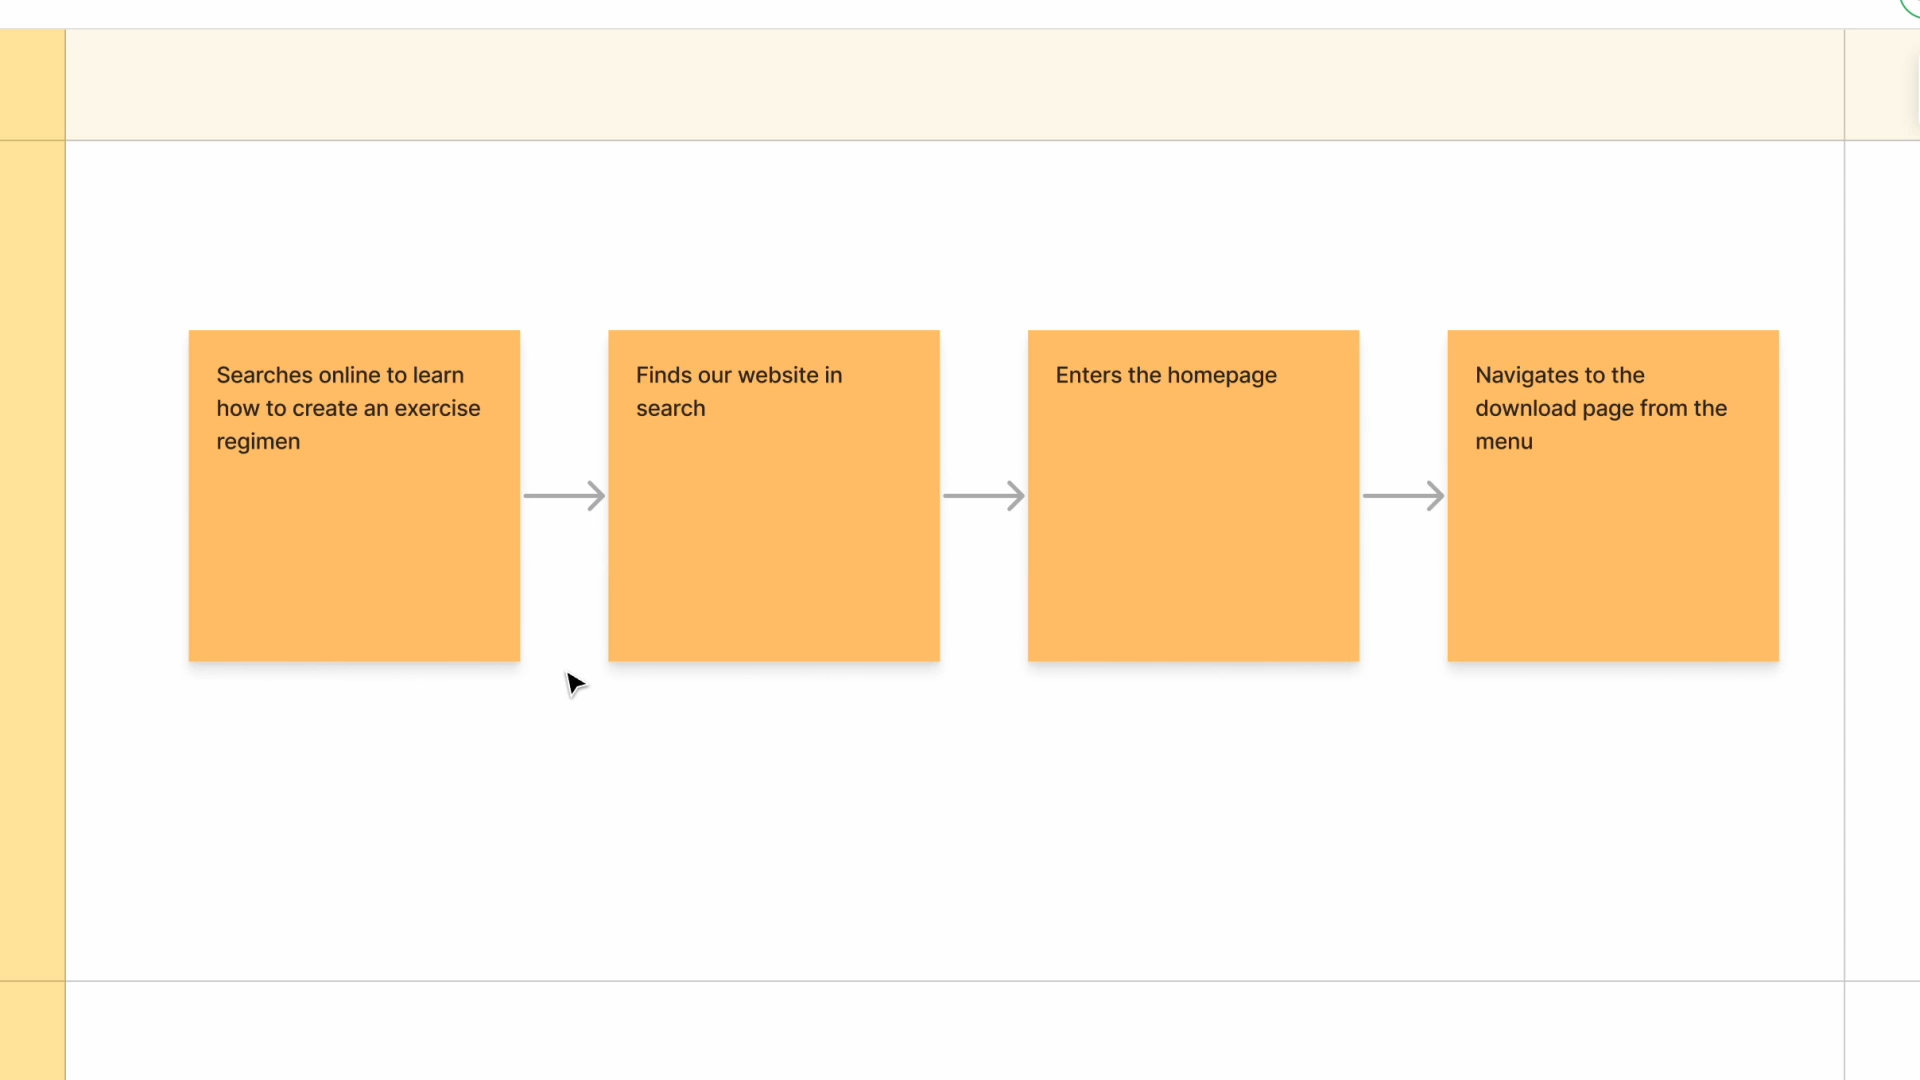 Searches online to learn
how to create an exercise
regimen
Finds our website in
search
Enters the homepage
Navigates to the
download page from the
menu